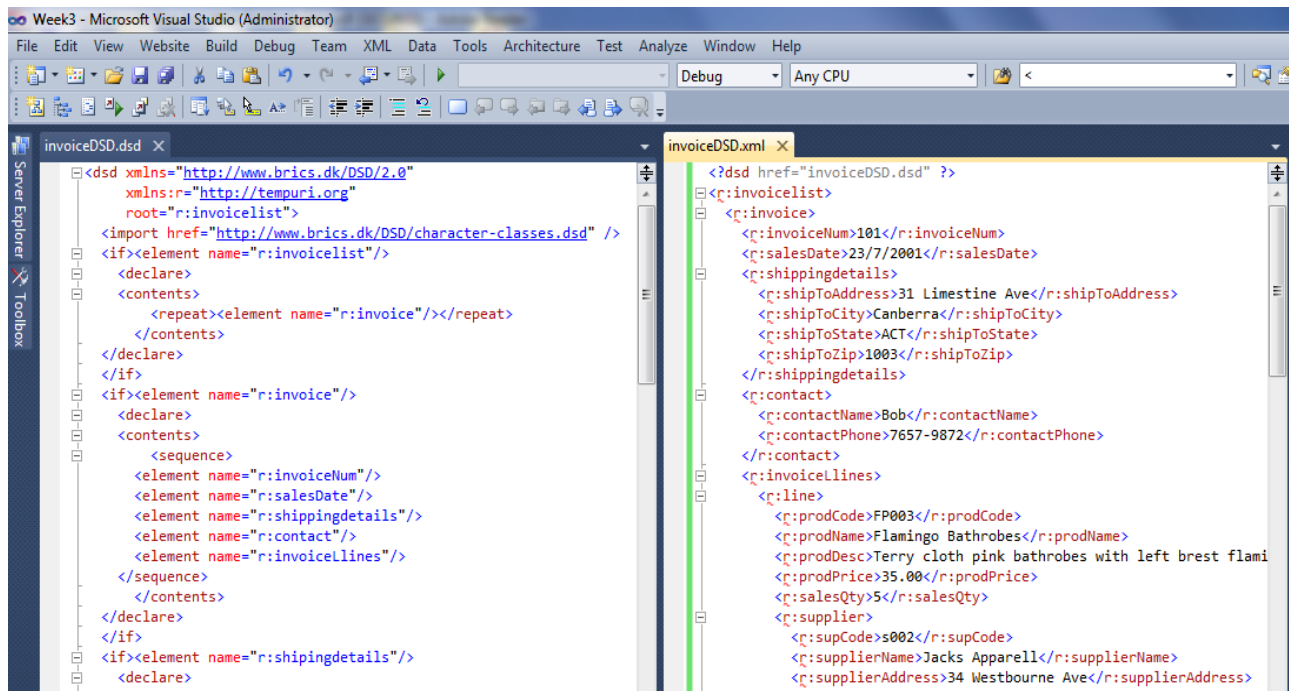 Week3 - Microsoft Visual Studio (Administrator)
File Edit View Website Build Debug Team XML Data Tools Architecture Test Analyze Window Help
Debug Any CPU <
Server Explorer
Toolbox
invoiceDSD.dsd
<dsd xmlns="http://www.brics.dk/DSD/2.0"
xmlns:r="http://tempuri.org"
root="r:invoicelist">
<import href="http://www.brics.dk/DSD/character-classes.dsd" />
<if><element name="r:invoicelist"/>
<declare>
<contents>
<repeat><element name="r:invoice"/></repeat>
</contents>
</declare>
</if>
<if><element name="r:invoice"/>
<declare>
<contents>
<sequence>
<element name="r:invoiceNum"/>
<element name="r:salesDate"/>
<element name="r:shippingdetails"/>
<element name="r:contact"/>
<element name="r:invoiceLlines"/>
</sequence>
</contents>
</declare>
</if>
<if><element name="r:shipingdetails"/>
<declare>
invoiceDSD.xml
<?dsd href="invoiceDSD.dsd" ?>
<r:invoicelist>
<r:invoice>
<r:invoiceNum>101</r:invoiceNum>
<r:salesDate>23/7/2001</r:salesDate>
<r:shippingdetails>
<r:shipToAddress>31 Limestine Ave</r:shipToAddress>
<r:shipToCity>Canberra</r:shipToCity>
<r:shipToState>ACT</r:shipToState>
<r:shipToZip>1003</r:shipToZip>
</r:shippingdetails>
<r:contact>
<r:contactName>Bob</r:contactName>
<r:contactPhone>7657-9872</r:contactPhone>
</r:contact>
<r:invoiceLlines>
<r:line>
<r:prodCode>FP003</r:prodCode>
<r:prodName>Flamingo Bathrobes</r:prodName>
<r:prodDesc>Terry cloth pink bathrobes with left brest flami
<r:prodPrice>35.00</r:prodPrice>
<r:salesQty>5</r:salesQty>
<r:supplier>
<r:supCode>s002</r:supCode>
<r:supplierName>Jacks Apparell</r:supplierName>
<r:supplierAddress>34 Westbourne Ave</r:supplierAddress>